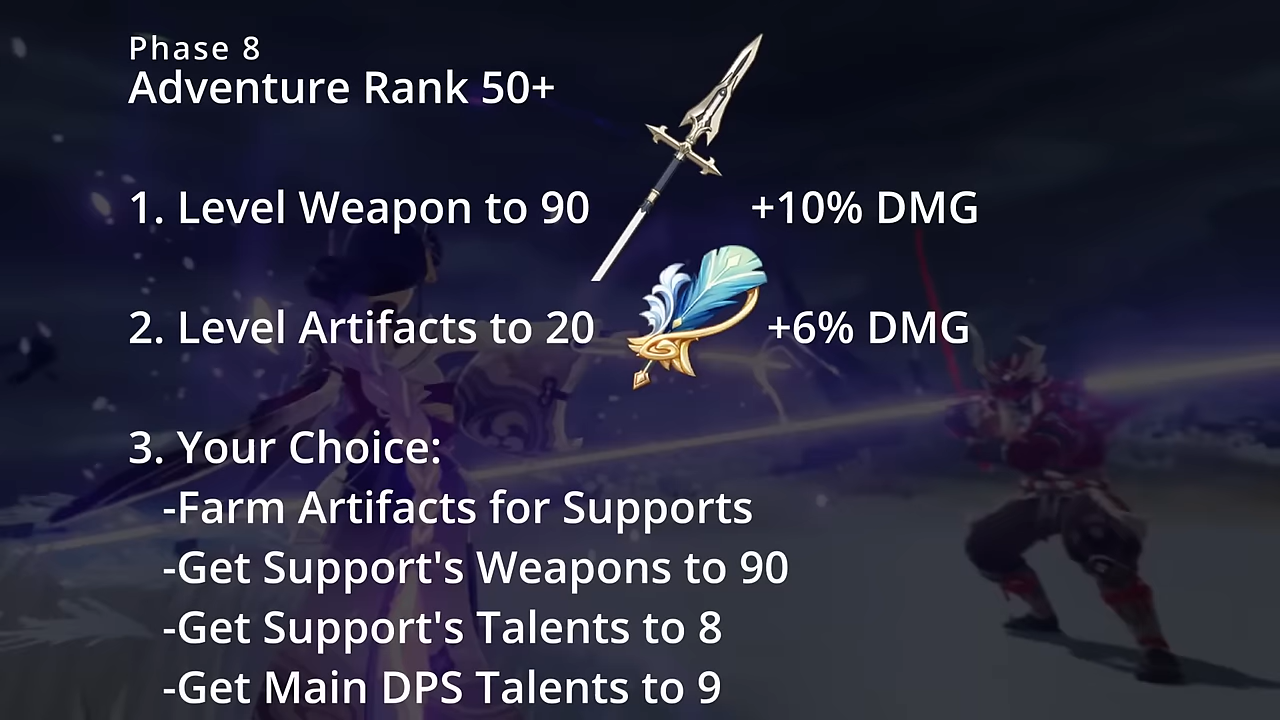 Phase 8
Adventure Rank 50+
1. Level Weapon to 90 +10% DMG
2. Level Artifacts to 20 +6% DMG
3. Your Choice:
-Farm Artifacts for Supports
-Get Support's Weapons to 90
-Get Support's Talents to 8
-Get Main DPS Talents to 9